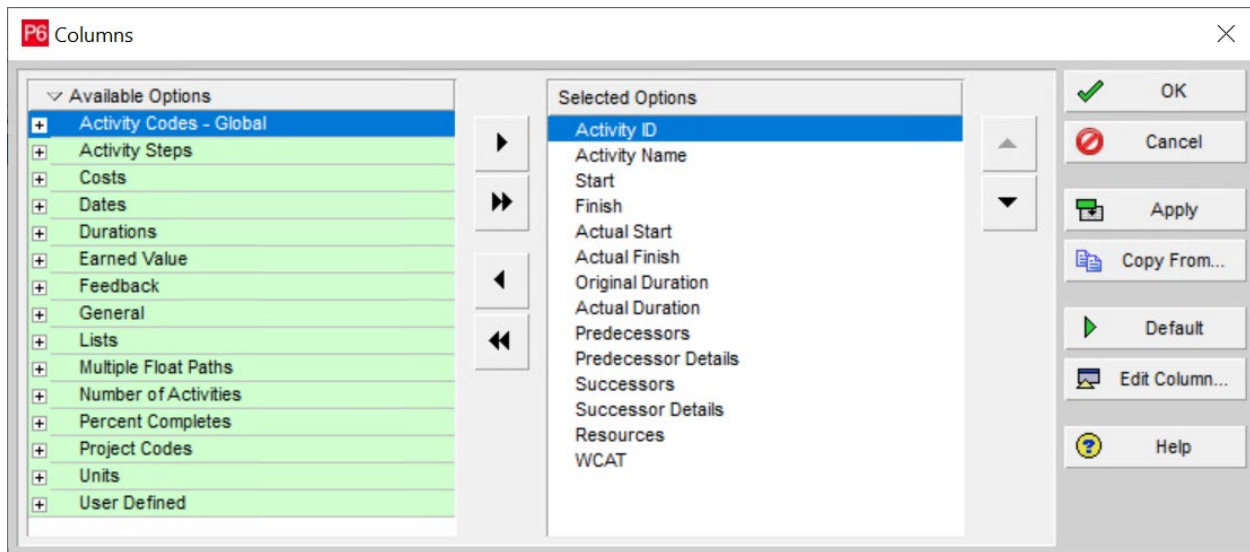 P6 Columns
Available Options
Activity Codes - Global
Activity Steps
Costs
Dates
Durations
Earned Value
Feedback
General
Lists
Multiple Float Paths
Number of Activities
Percent Completes
Project Codes
Units
User Defined
Selected Options
Activity ID
Activity Name
Start
Finish
Actual Start
Actual Finish
Original Duration
Actual Duration
Predecessors
Predecessor Details
Successors
Successor Details
Resources
WCAT
OK
Cancel
Apply
Copy From...
Default
Edit Column...
Help